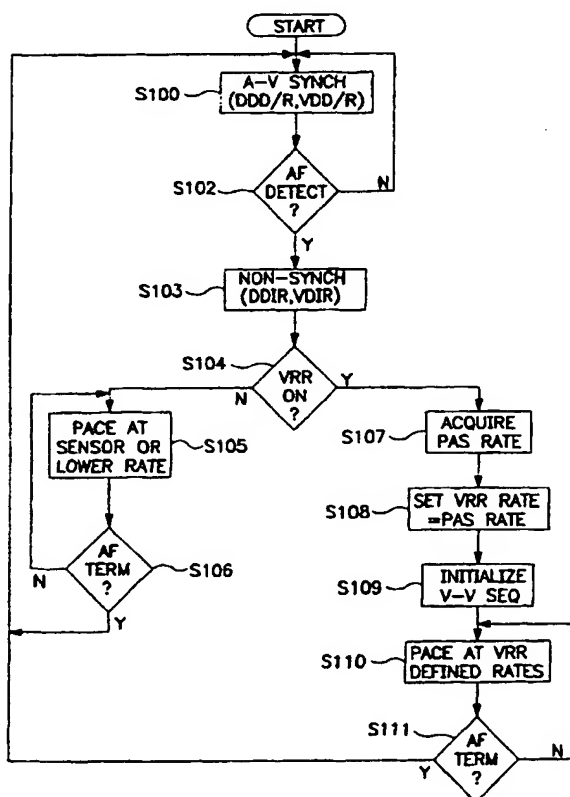 START
S100
A-V SYNCH
(DDD/R,VDD/R)
S102
AF
DETECT
?
N
Y
S103
NON-SYNCH
(DDIR,VDIR)
S104
VRR
ON
?
N
Y
PACE AT
SENSOR OR
LOWER RATE
S105
S107
ACQUIRE
PAS RATE
S108
SET VRR RATE
=PAS RATE
AF
TERM
?
S106
N
Y
S109
INITIALIZE
V-V SEQ
S110
PACE AT VRR
DEFINED RATES
S111
AF
TERM
?
Y
N